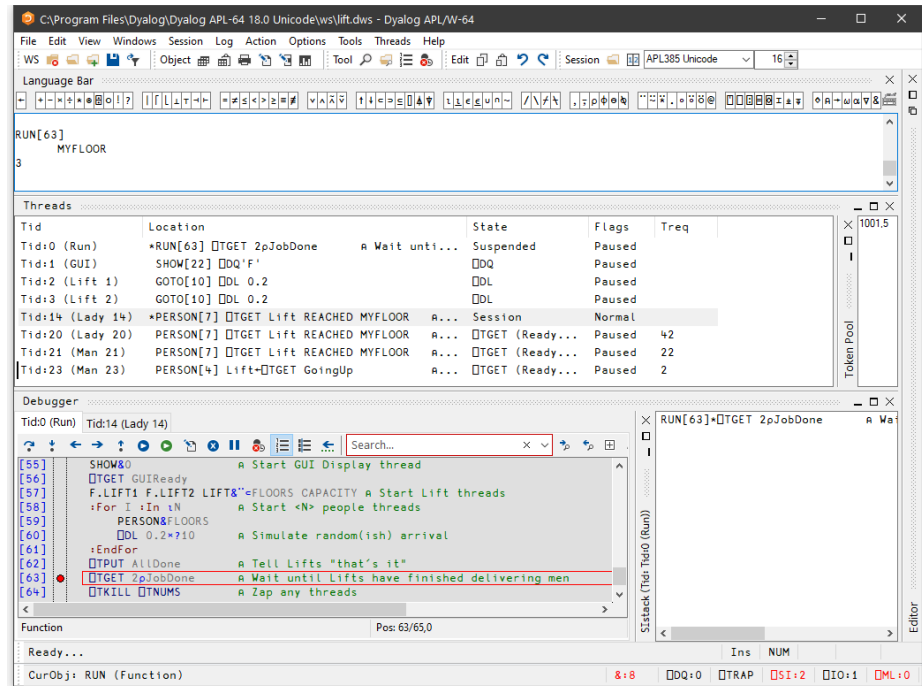 C:\Program Files\Dyalog\Dyalog APL-64 18.0 Unicode\ws\lift.dws - Dyalog APL/W-64
File Edit View Windows Session Log Action Options Tools Threads Help
WS Object Tool Edit Session APL385 Unicode 16
Language Bar
RUN[63]
MYFLOOR
3
Threads
Tid Location State Flags Treq
Tid:0 (Run) *RUN[63] ⎕TGET 2⍴JobDone ⍝ Wait unti... Suspended Paused
Tid:1 (GUI) SHOW[22] ⎕DQ'F' ⎕DQ Paused
Tid:2 (Lift 1) GOTO[10] ⎕DL 0.2 ⎕DL Paused
Tid:3 (Lift 2) GOTO[10] ⎕DL 0.2 ⎕DL Paused
Tid:14 (Lady 14) *PERSON[7] ⎕TGET Lift REACHED MYFLOOR ⍝... Session Normal
Tid:20 (Lady 20) PERSON[7] ⎕TGET Lift REACHED MYFLOOR ⍝... ⎕TGET (Ready... Paused 42
Tid:21 (Man 21) PERSON[7] ⎕TGET Lift REACHED MYFLOOR ⍝... ⎕TGET (Ready... Paused 22
Tid:23 (Man 23) PERSON[4] Lift←⎕TGET GoingUp ⍝... ⎕TGET (Ready... Paused 2
1001,5
Token Pool
Debugger
Tid:0 (Run) Tid:14 (Lady 14)
Search...
[55] SHOW&0 ⍝ Start GUI Display thread
[56] ⎕TGET GUIReady
[57] F.LIFT1 F.LIFT2 LIFT&¨⊂FLOORS CAPACITY ⍝ Start Lift threads
[58] :For I :In ⍳N ⍝ Start <N> people threads
[59] PERSON&FLOORS
[60] ⎕DL 0.2×?10 ⍝ Simulate random(ish) arrival
[61] :EndFor
[62] ⎕TPUT AllDone ⍝ Tell Lifts "that's it"
[63] ⎕TGET 2⍴JobDone ⍝ Wait until Lifts have finished delivering men
[64] ⎕TKILL ⎕TNUMS ⍝ Zap any threads
Function Pos: 63/65,0
SIstack (Tid: Tid:0 (Run))
RUN[63]*⎕TGET 2⍴JobDone ⍝ Wai
Editor
Ready... Ins NUM
CurObj: RUN (Function) &:8 ⎕DQ:0 ⎕TRAP ⎕SI:2 ⎕IO:1 ⎕ML:0